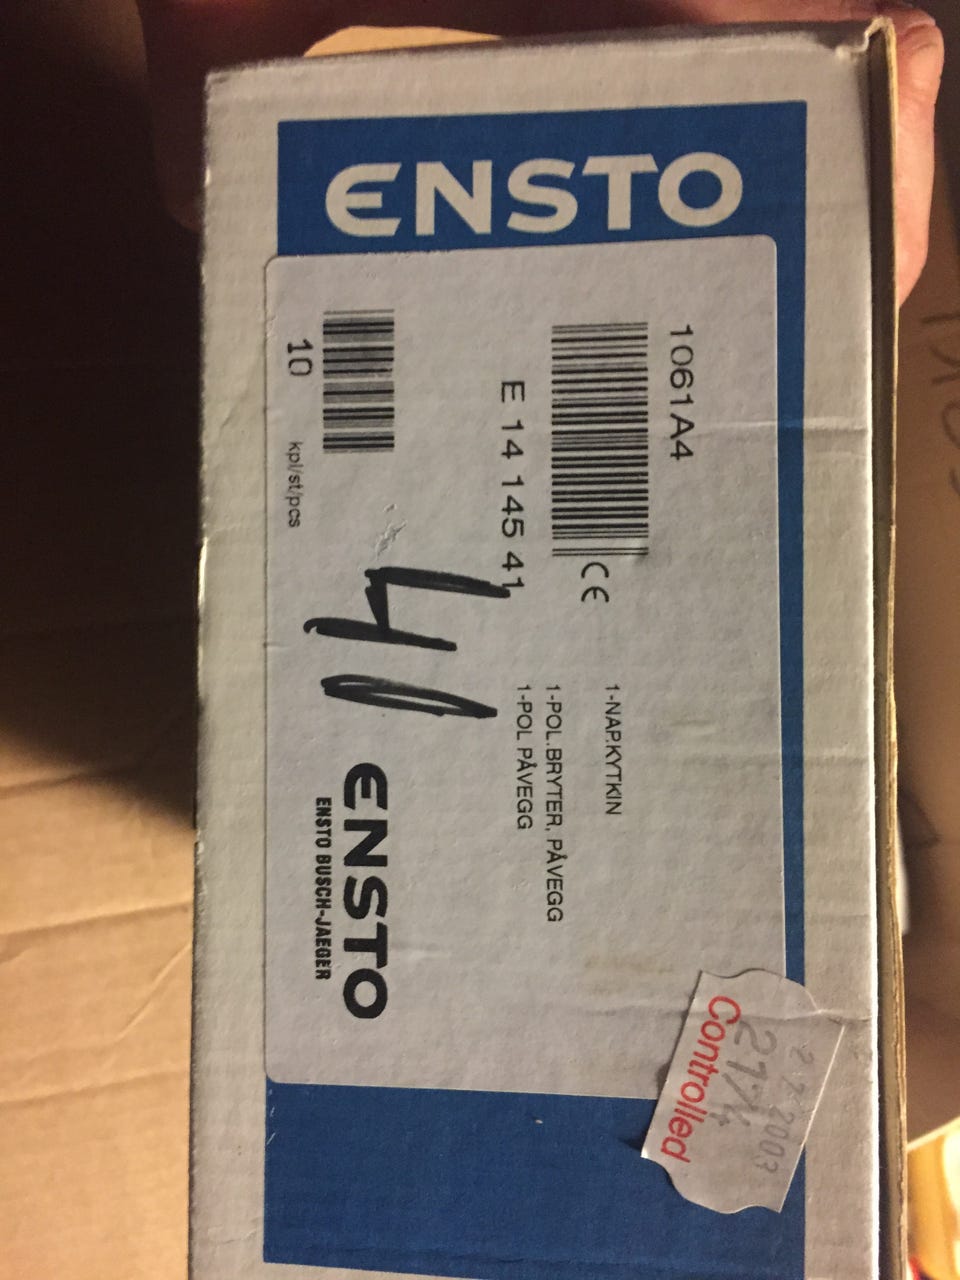 ENSTO
1061A4
CE
E 14 145 41
10 kpl/st/pcs
1-NAP.KYTKIN
1-POL.BRYTER, PÅVEGG
1-POL PÅVEGG
40
ENSTO
ENSTO BUSCH-JAEGER
Controlled